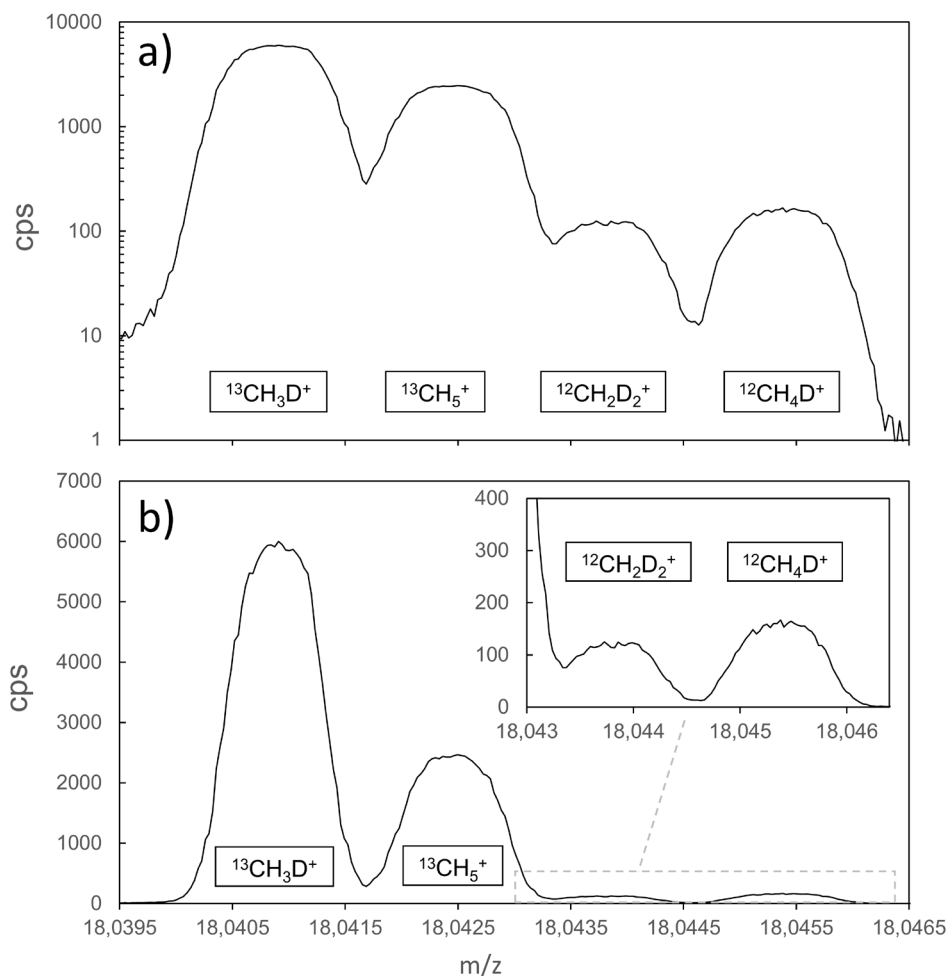 a)
10000
1000
100
10
1
cps
¹³CH₃D⁺ ¹³CH₅⁺ ¹²CH₂D₂⁺ ¹²CH₄D⁺
b)
7000
6000
5000
4000
3000
2000
1000
0
cps
400
300
200
100
0
¹²CH₂D₂⁺ ¹²CH₄D⁺
18,043 18,044 18,045 18,046
¹³CH₃D⁺ ¹³CH₅⁺
18,0395 18,0405 18,0415 18,0425 18,0435 18,0445 18,0455 18,0465
m/z